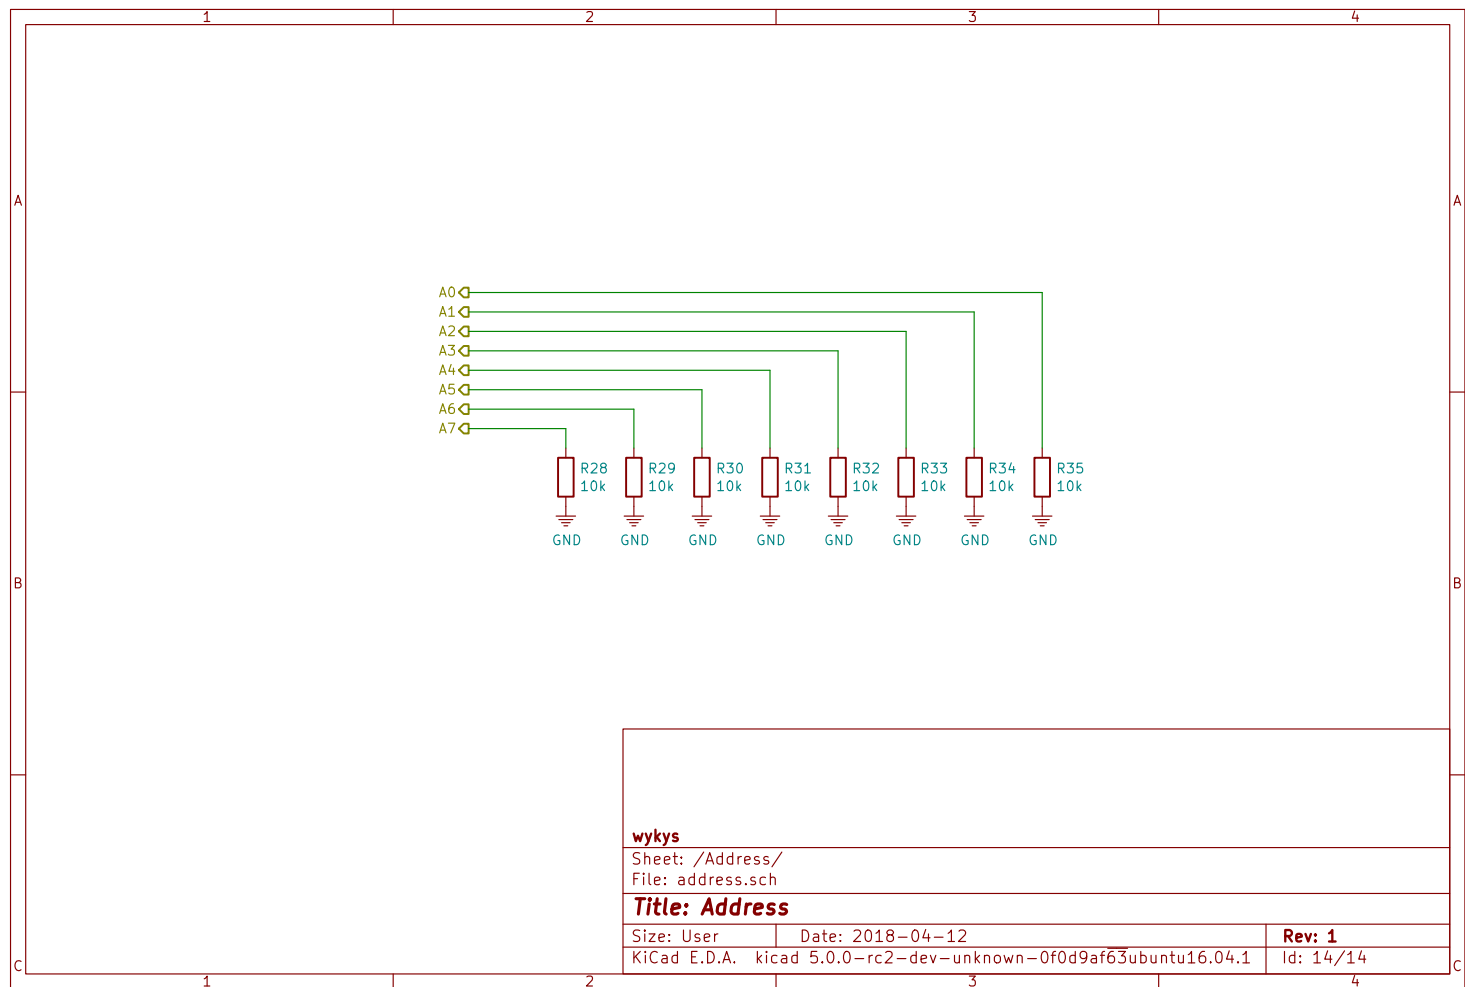 1 2 3 4
A A
A0
A1
A2
A3
A4
A5
A6
A7
R28 R29 R30 R31 R32 R33 R34 R35
10k 10k 10k 10k 10k 10k 10k 10k
GND GND GND GND GND GND GND GND
B B
wykys
Sheet: /Address/
File: address.sch
Title: Address
Size: User Date: 2018-04-12 Rev: 1
KiCad E.D.A. kicad 5.0.0-rc2-dev-unknown-0f0d9af63ubuntu16.04.1 Id: 14/14
C C
1 2 3 4